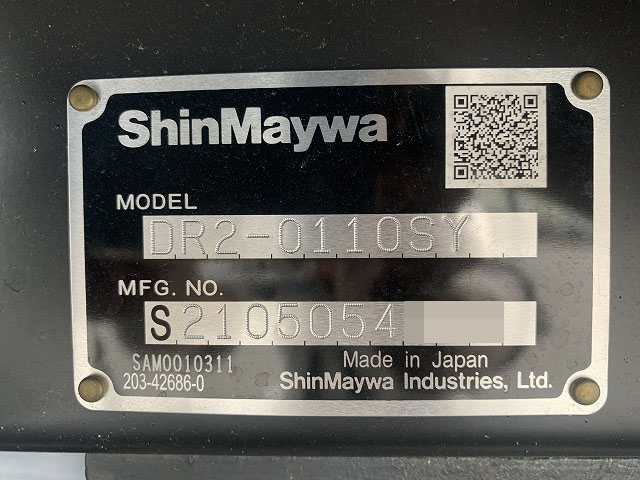 ShinMaywa
MODEL
DR2-0110SY
MFG. NO.
S2105054
SAM0010311
203-42686-0
Made in Japan
ShinMaywa Industries, Ltd.